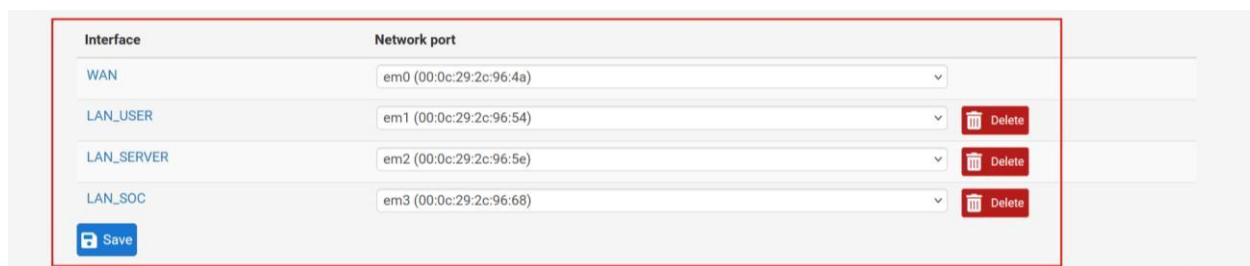 Interface Network port
WAN em0 (00:0c:29:2c:96:4a)
LAN_USER em1 (00:0c:29:2c:96:54) Delete
LAN_SERVER em2 (00:0c:29:2c:96:5e) Delete
LAN_SOC em3 (00:0c:29:2c:96:68) Delete
Save